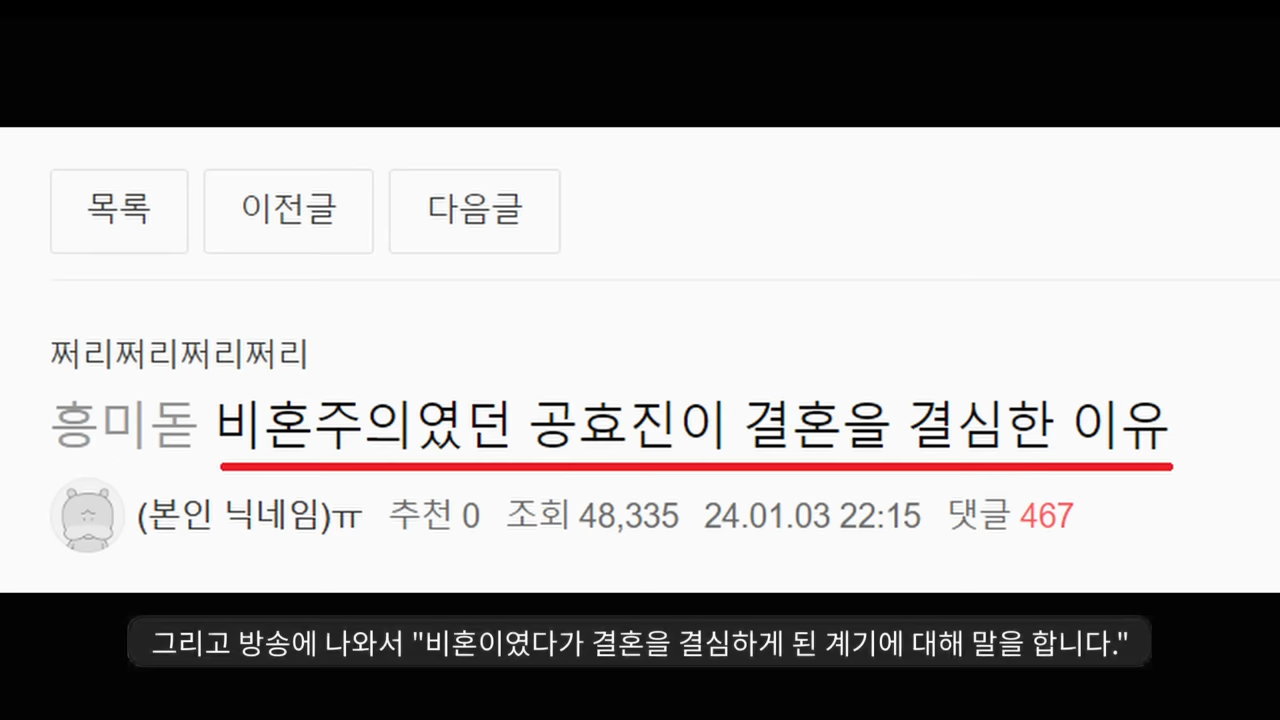 목록 이전글 다음글
쩌리쩌리쩌리쩌리
흥미돋 비혼주의였던 공효진이 결혼을 결심한 이유
(본인 닉네임)ㅠ 추천 0 조회 48,335 24.01.03 22:15 댓글 467
그리고 방송에 나와서 "비혼이였다가 결혼을 결심하게 된 계기에 대해 말을 합니다."